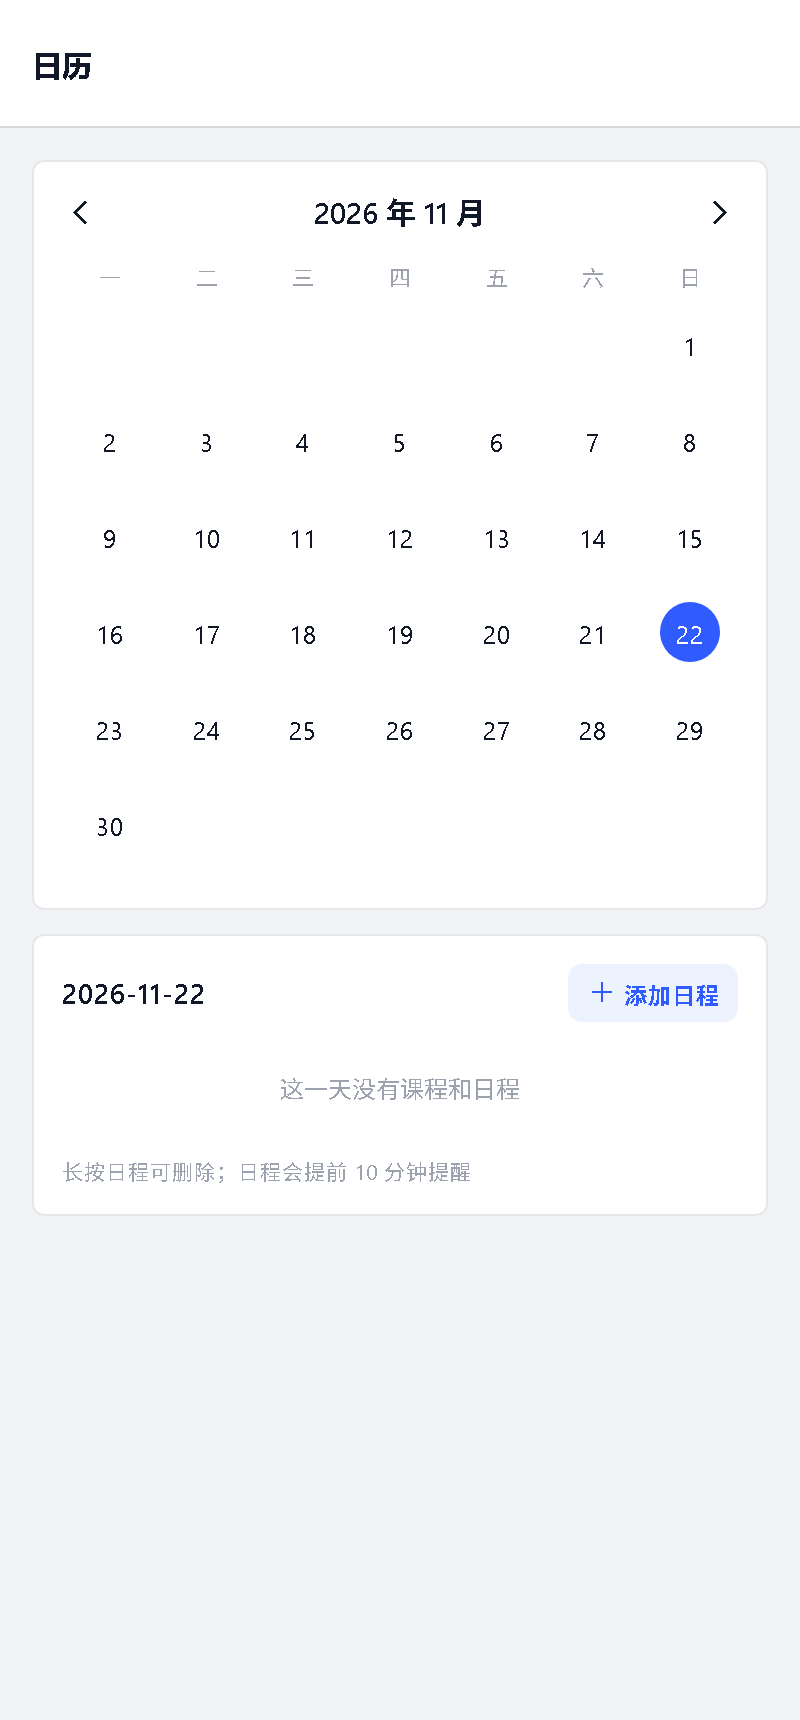 日历
2026 年 11 月
一 二 三 四 五 六 日
1
2 3 4 5 6 7 8
9 10 11 12 13 14 15
16 17 18 19 20 21 22
23 24 25 26 27 28 29
30
2026-11-22
添加日程
这一天没有课程和日程
长按日程可删除；日程会提前 10 分钟提醒